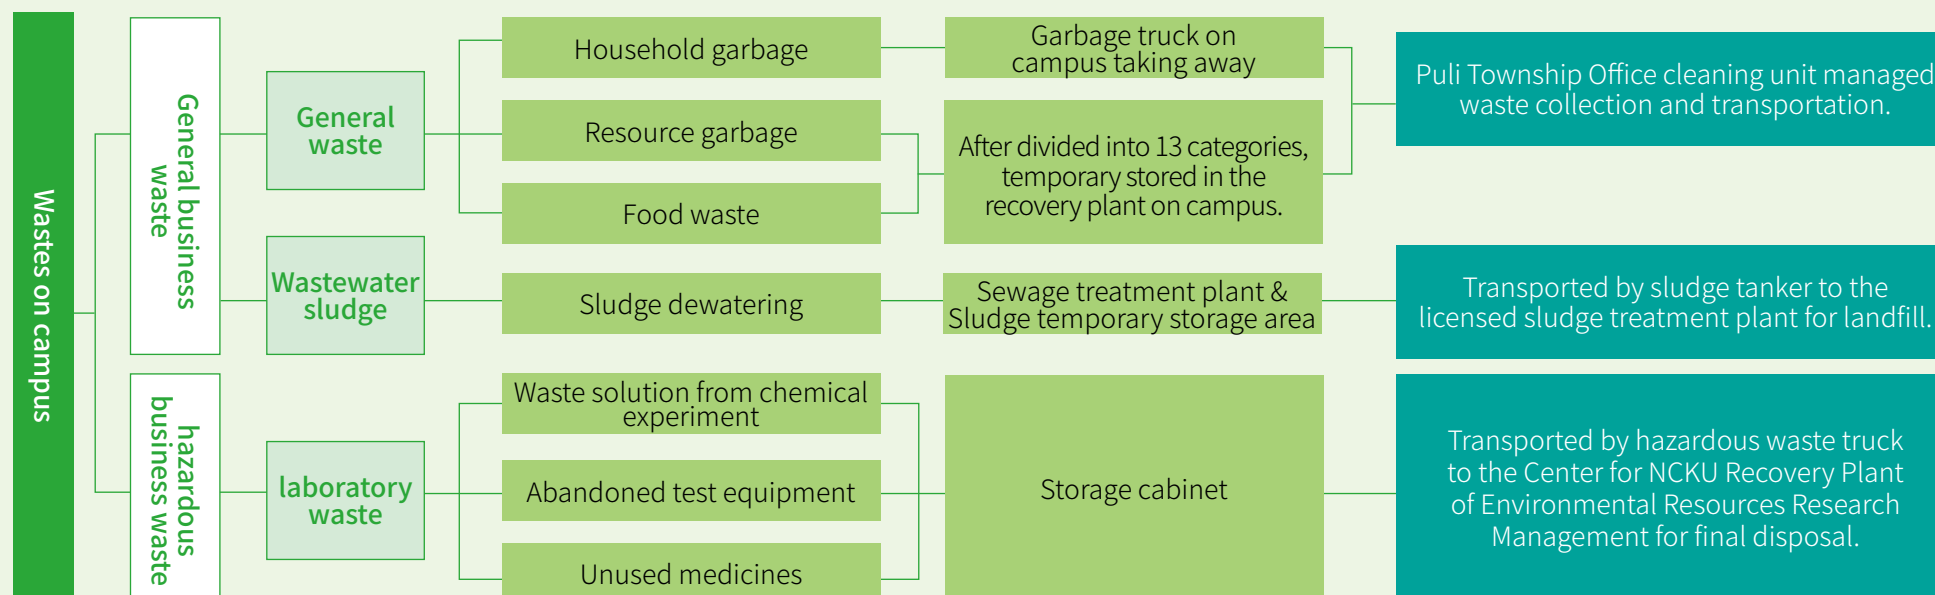 Wastes on campus
General business
waste
General
waste
Household garbage
Garbage truck on
campus taking away
Puli Township Office cleaning unit managed
waste collection and transportation.
Resource garbage
Food waste
After divided into 13 categories,
temporary stored in the
recovery plant on campus.
Wastewater
sludge
Sludge dewatering
Sewage treatment plant &
Sludge temporary storage area
Transported by sludge tanker to the
licensed sludge treatment plant for landfill.
hazardous
business waste
laboratory
waste
Waste solution from chemical
experiment
Abandoned test equipment
Unused medicines
Storage cabinet
Transported by hazardous waste truck
to the Center for NCKU Recovery Plant
of Environmental Resources Research
Management for final disposal.